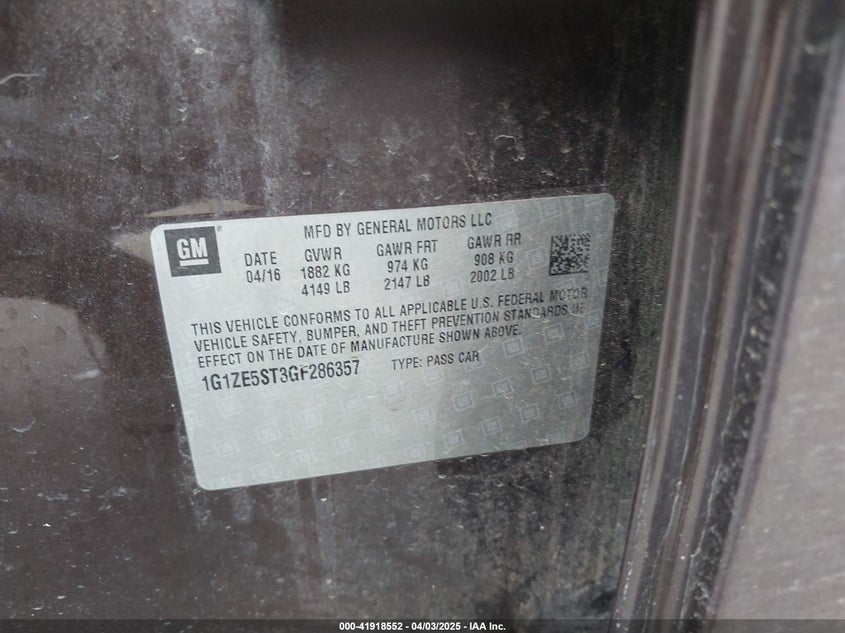 GM
MFD BY GENERAL MOTORS LLC
DATE GVWR GAWR FRT GAWR RR
04/16 1882 KG 974 KG 908 KG
4149 LB 2147 LB 2002 LB
THIS VEHICLE CONFORMS TO ALL APPLICABLE U.S. FEDERAL MOTOR
VEHICLE SAFETY, BUMPER, AND THEFT PREVENTION STANDARDS IN
EFFECT ON THE DATE OF MANUFACTURE SHOWN ABOVE.
1G1ZE5ST3GF286357 TYPE: PASS CAR
000-41918552 - 04/03/2025 - IAA Inc.